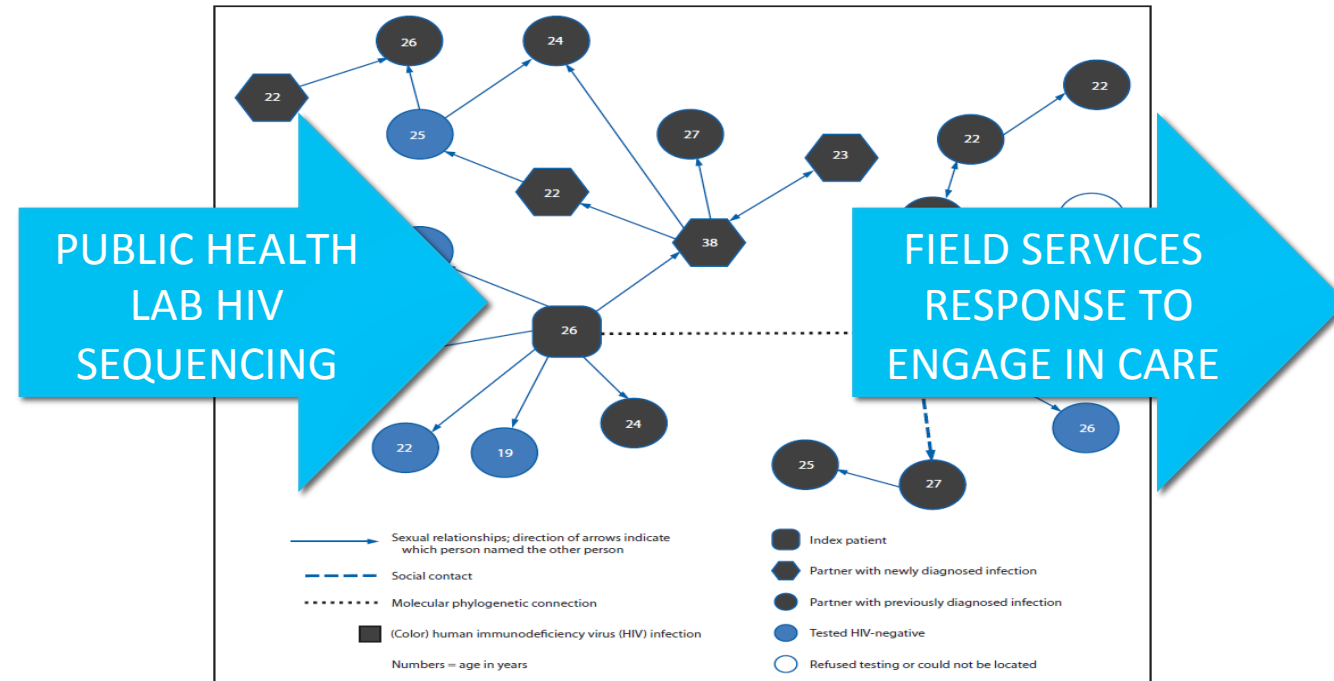 26
24
22
22
25
27
22
23
22
38
PUBLIC HEALTH
LAB HIV
SEQUENCING
FIELD SERVICES
RESPONSE TO
ENGAGE IN CARE
26
22
19
24
26
25
27
Sexual relationships; direction of arrows indicate
which person named the other person
Social contact
Molecular phylogenetic connection
(Color) human immunodeficiency virus (HIV) infection
Numbers = age in years
Index patient
Partner with newly diagnosed infection
Partner with previously diagnosed infection
Tested HIV-negative
Refused testing or could not be located